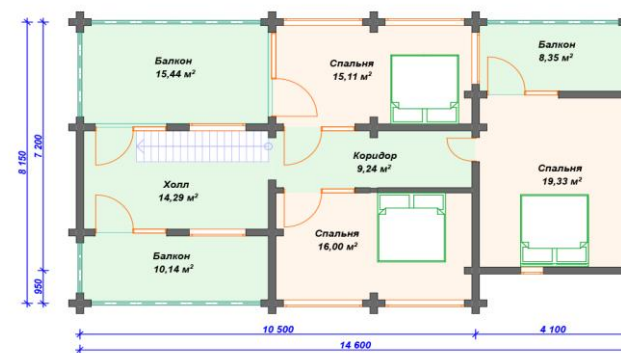 Балкон
15,44 м²
Спальня
15,11 м²
Балкон
8,35 м²
Коридор
9,24 м²
Холл
14,29 м²
Спальня
19,33 м²
Спальня
16,00 м²
Балкон
10,14 м²
8 150
7 200
950
10 500
4 100
14 600